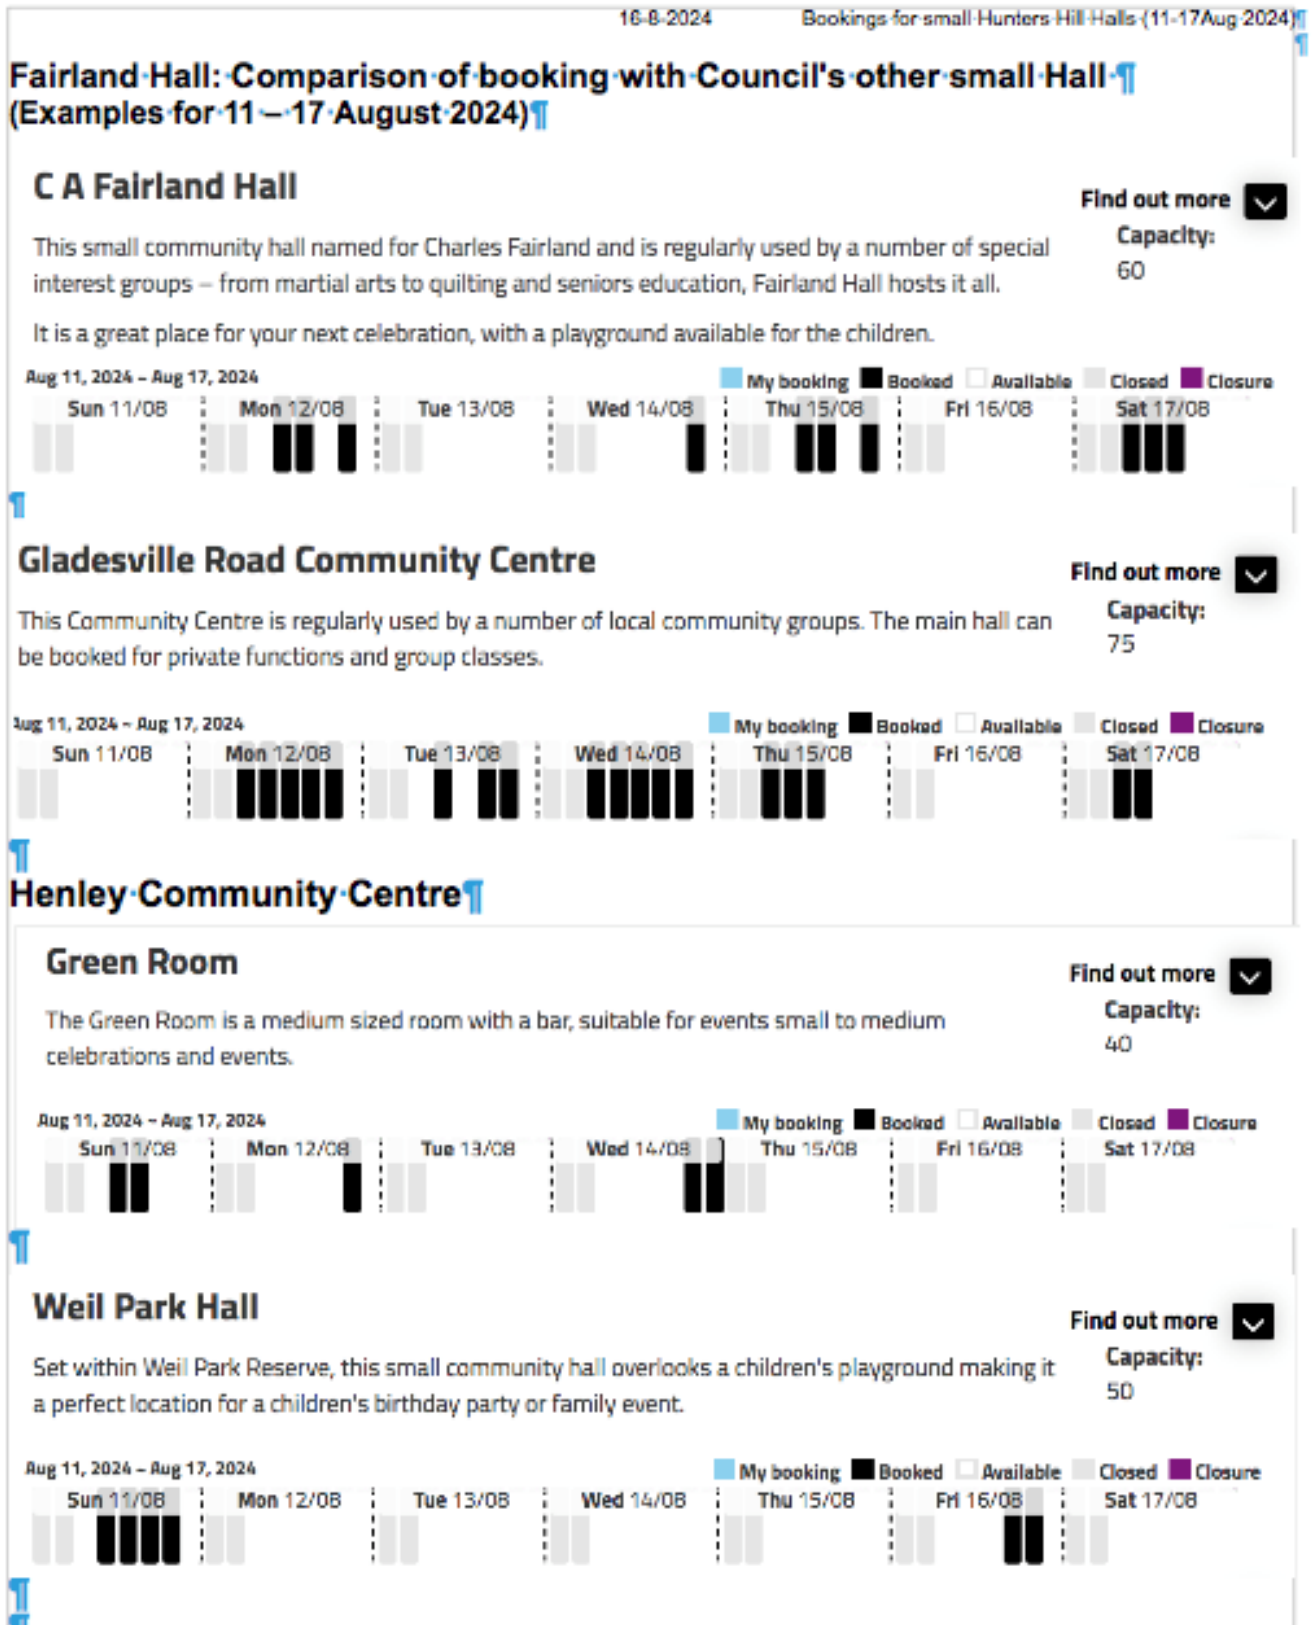 16-8-2024 Bookings for small Hunters Hill Halls (11-17Aug 2024)¶
¶
Fairland·Hall:·Comparison·of·booking·with·Council's·other·small·Hall·¶
(Examples·for·11·–·17·August·2024)¶
C A Fairland Hall
Find out more
This small community hall named for Charles Fairland and is regularly used by a number of special
interest groups – from martial arts to quilting and seniors education, Fairland Hall hosts it all.
Capacity:
60
It is a great place for your next celebration, with a playground available for the children.
Aug 11, 2024 – Aug 17, 2024 My booking Booked Available Closed Closure
Sun 11/08 Mon 12/08 Tue 13/08 Wed 14/08 Thu 15/08 Fri 16/08 Sat 17/08
¶
Gladesville Road Community Centre
Find out more
This Community Centre is regularly used by a number of local community groups. The main hall can
be booked for private functions and group classes.
Capacity:
75
Aug 11, 2024 – Aug 17, 2024 My booking Booked Available Closed Closure
Sun 11/08 Mon 12/08 Tue 13/08 Wed 14/08 Thu 15/08 Fri 16/08 Sat 17/08
¶
Henley·Community·Centre¶
Green Room
Find out more
The Green Room is a medium sized room with a bar, suitable for events small to medium
celebrations and events.
Capacity:
40
Aug 11, 2024 – Aug 17, 2024 My booking Booked Available Closed Closure
Sun 11/08 Mon 12/08 Tue 13/08 Wed 14/08 Thu 15/08 Fri 16/08 Sat 17/08
¶
Weil Park Hall
Find out more
Set within Weil Park Reserve, this small community hall overlooks a children's playground making it
a perfect location for a children's birthday party or family event.
Capacity:
50
Aug 11, 2024 – Aug 17, 2024 My booking Booked Available Closed Closure
Sun 11/08 Mon 12/08 Tue 13/08 Wed 14/08 Thu 15/08 Fri 16/08 Sat 17/08
¶
¶